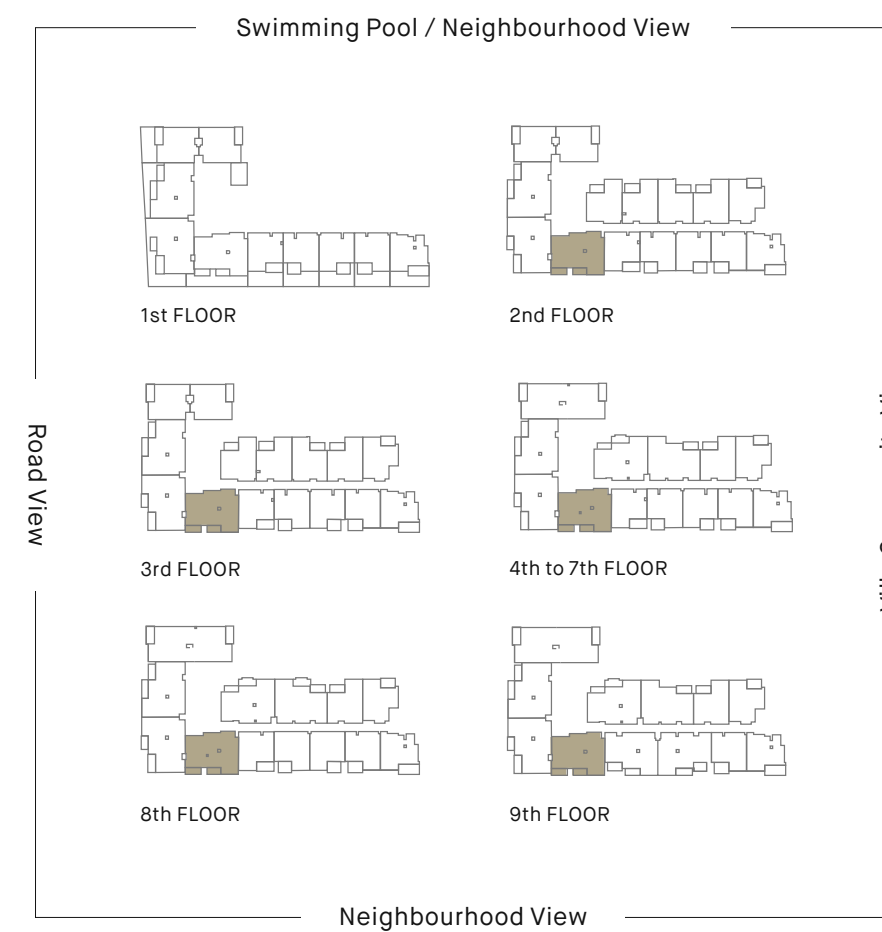 Swimming Pool / Neighbourhood View
1st FLOOR
2nd FLOOR
Road View
3rd FLOOR
4th to 7th FLOOR
8th FLOOR
9th FLOOR
Neighbourhood View